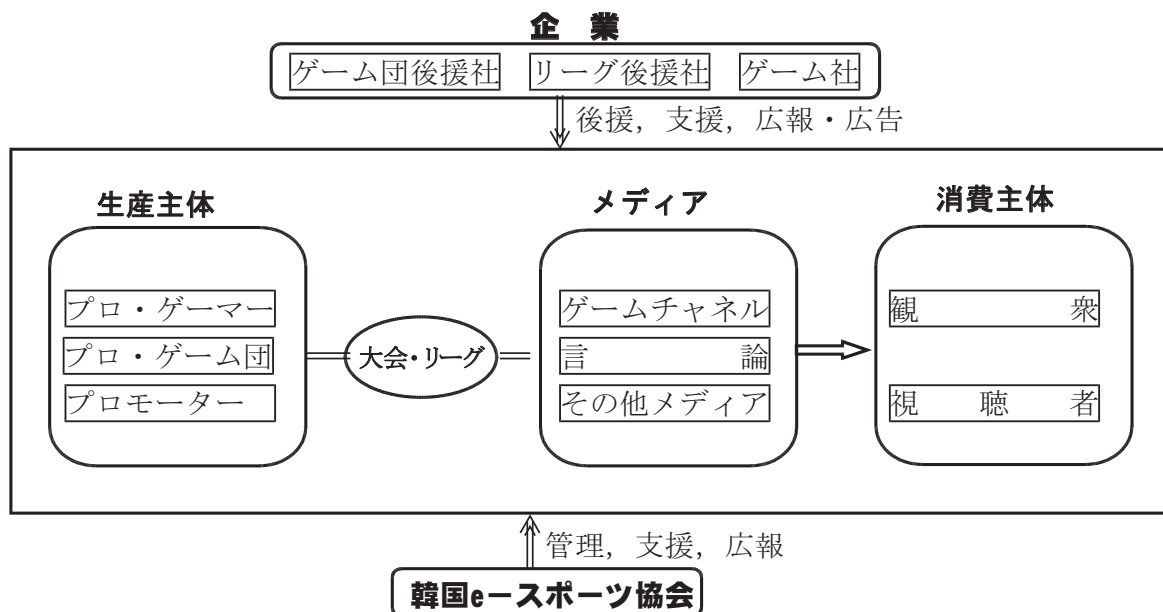 企 業
ゲーム団後援社 リーグ後援社 ゲーム社
後援，支援，広報・広告
生産主体
プロ・ゲーマー
プロ・ゲーム団
プロモーター
大会・リーグ
メディア
ゲームチャネル
言 論
その他メディア
消費主体
観 衆
視 聴 者
管理，支援，広報
韓国e－スポーツ協会